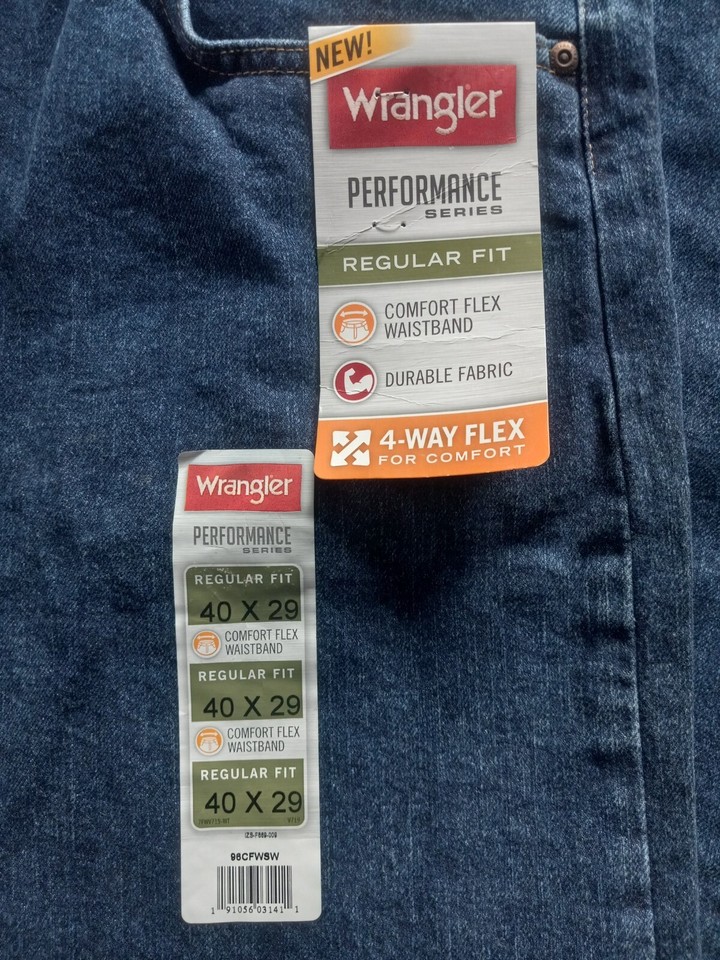 NEW!
Wrangler
PERFORMANCE
SERIES
REGULAR FIT
COMFORT FLEX
WAISTBAND
DURABLE FABRIC
4-WAY FLEX
FOR COMFORT
Wrangler
PERFORMANCE
SERIES
REGULAR FIT
40 X 29
COMFORT FLEX
WAISTBAND
REGULAR FIT
40 X 29
COMFORT FLEX
WAISTBAND
REGULAR FIT
40 X 29
96CFWSW
1 91056 03141 1